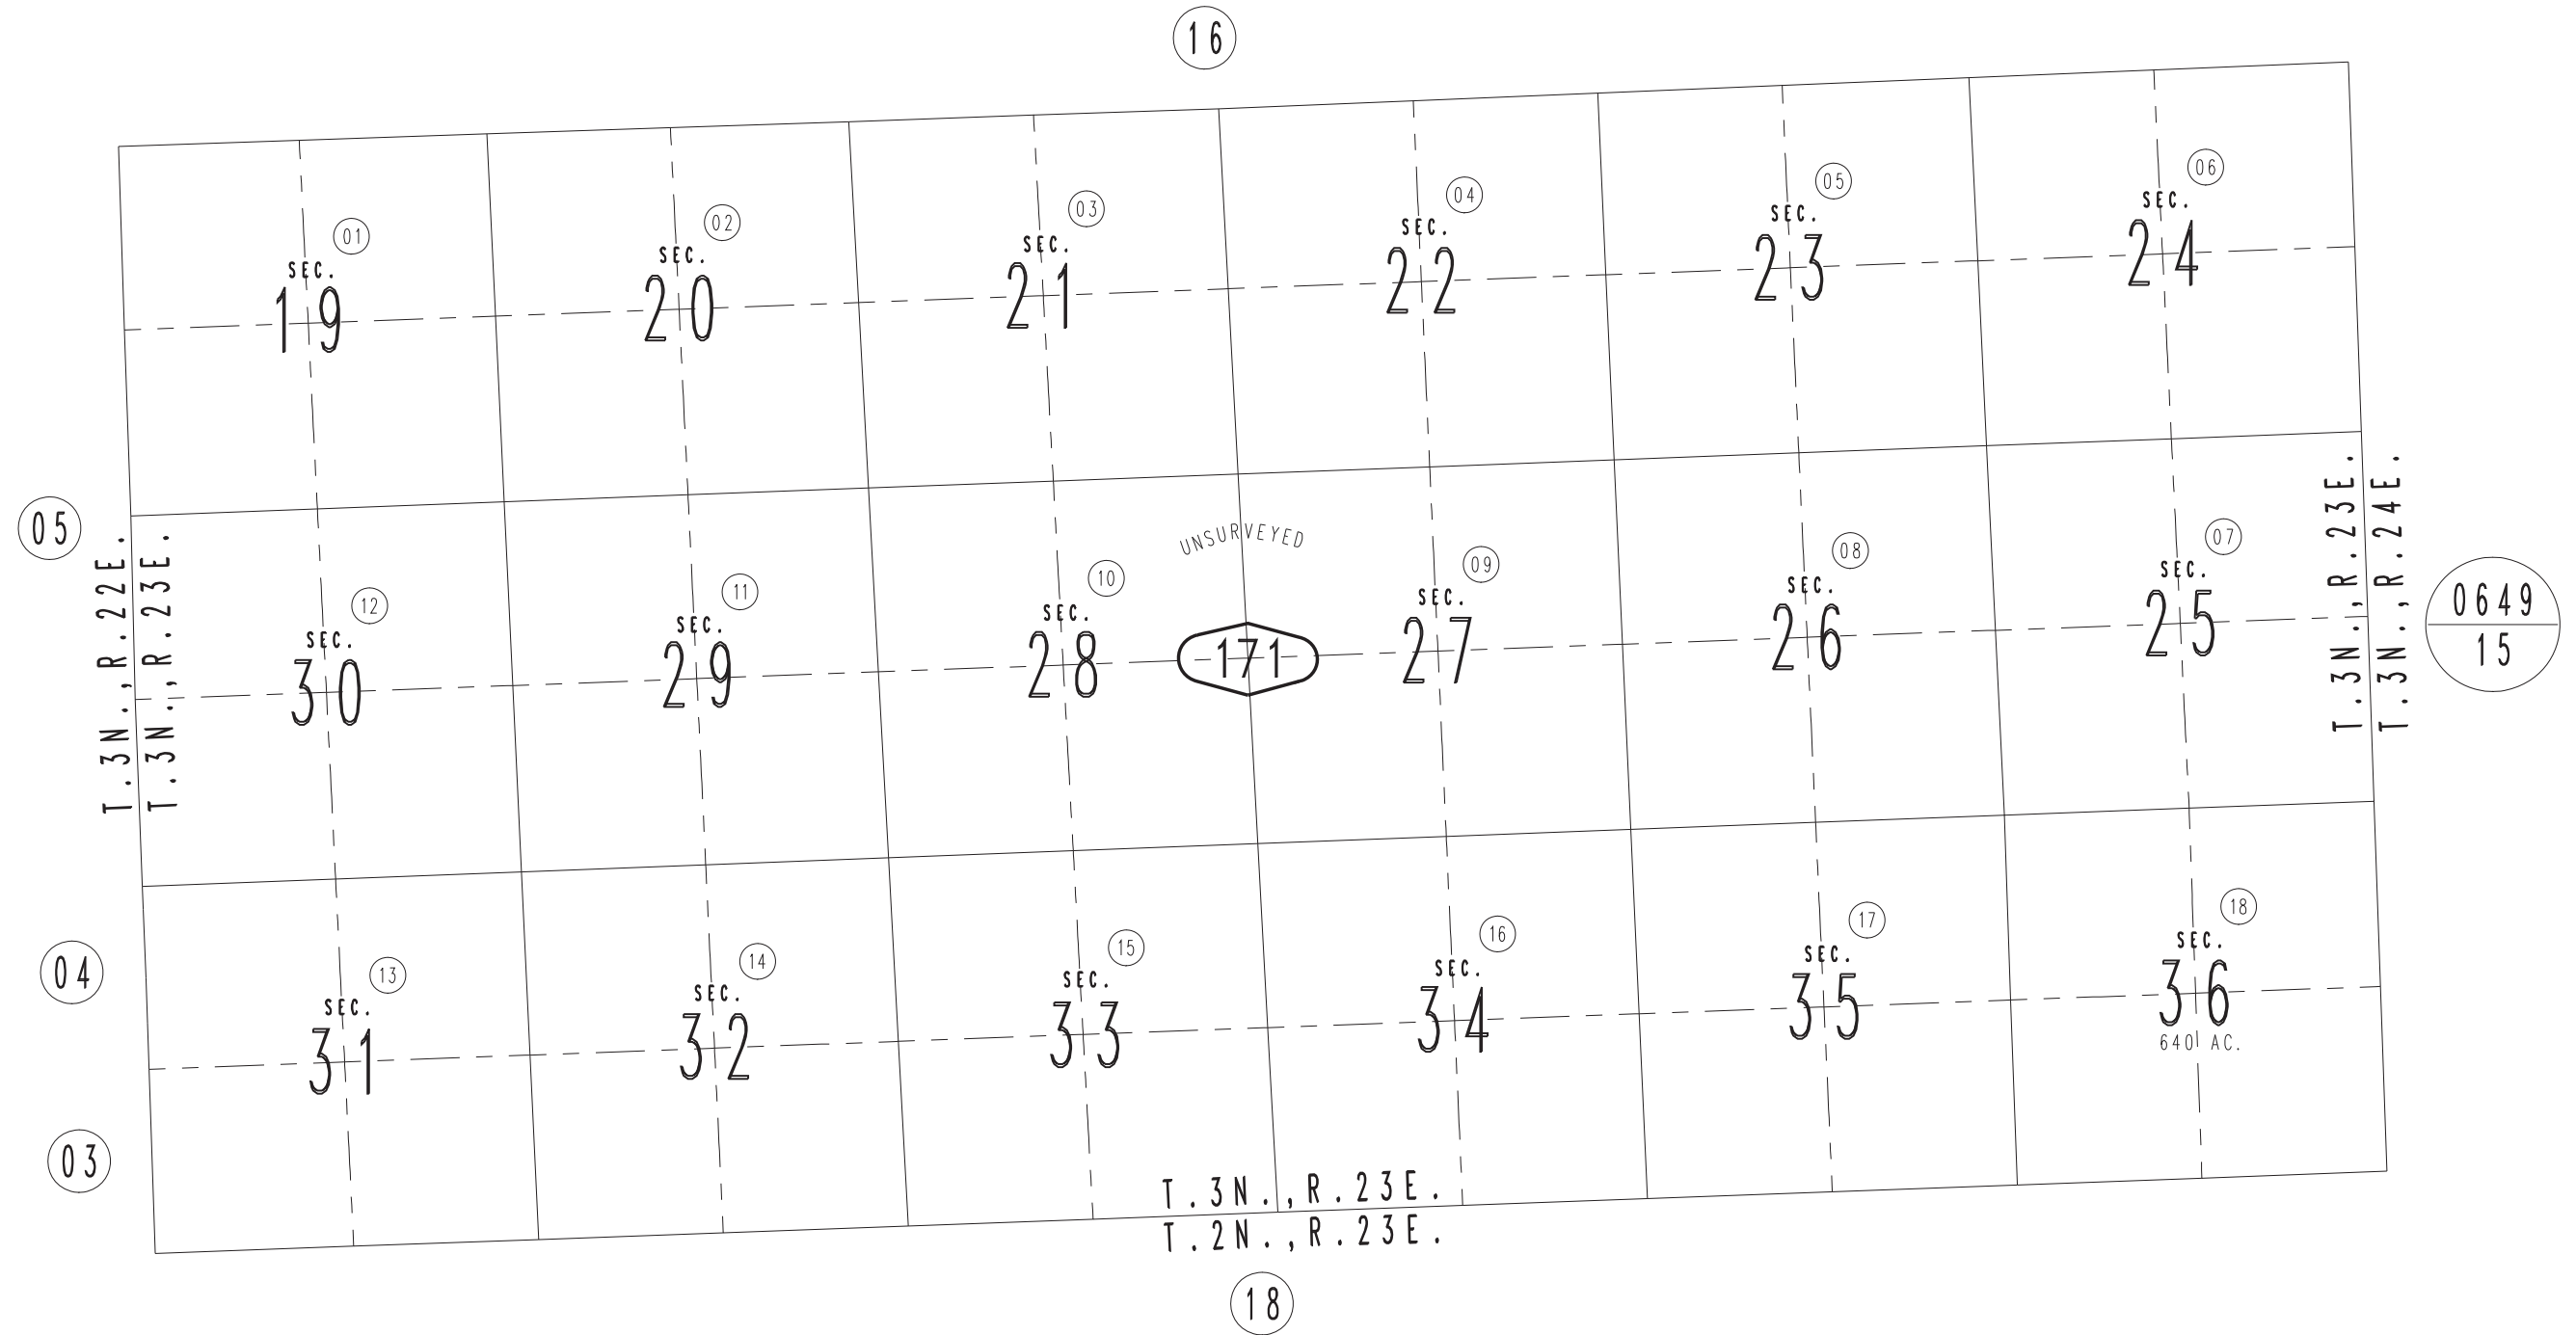 16
01
SEC.
19
02
SEC.
20
03
SEC.
21
04
SEC.
22
05
SEC.
23
06
SEC.
24
05
T.3N.,R.22E.
T.3N.,R.23E.
12
SEC.
30
11
SEC.
29
10
SEC.
28
UNSURVEYED
171
09
SEC.
27
08
SEC.
26
07
SEC.
25
T.3N.,R.23E.
T.3N.,R.24E.
0649
15
04
03
13
SEC.
31
14
SEC.
32
15
SEC.
33
16
SEC.
34
17
SEC.
35
18
SEC.
36
640 AC.
T.3N.,R.23E.
T.2N.,R.23E.
18